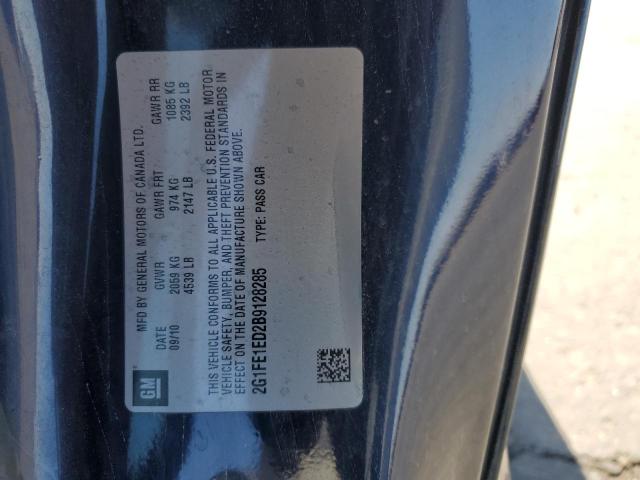 GM
MFD BY GENERAL MOTORS OF CANADA LTD.
DATE GVWR GAWR FRT GAWR RR
09/10 2059 KG 974 KG 1085 KG
4539 LB 2147 LB 2392 LB
THIS VEHICLE CONFORMS TO ALL APPLICABLE U.S. FEDERAL MOTOR
VEHICLE SAFETY, BUMPER, AND THEFT PREVENTION STANDARDS IN
EFFECT ON THE DATE OF MANUFACTURE SHOWN ABOVE.
2G1FE1ED2B9128285 TYPE: PASS CAR